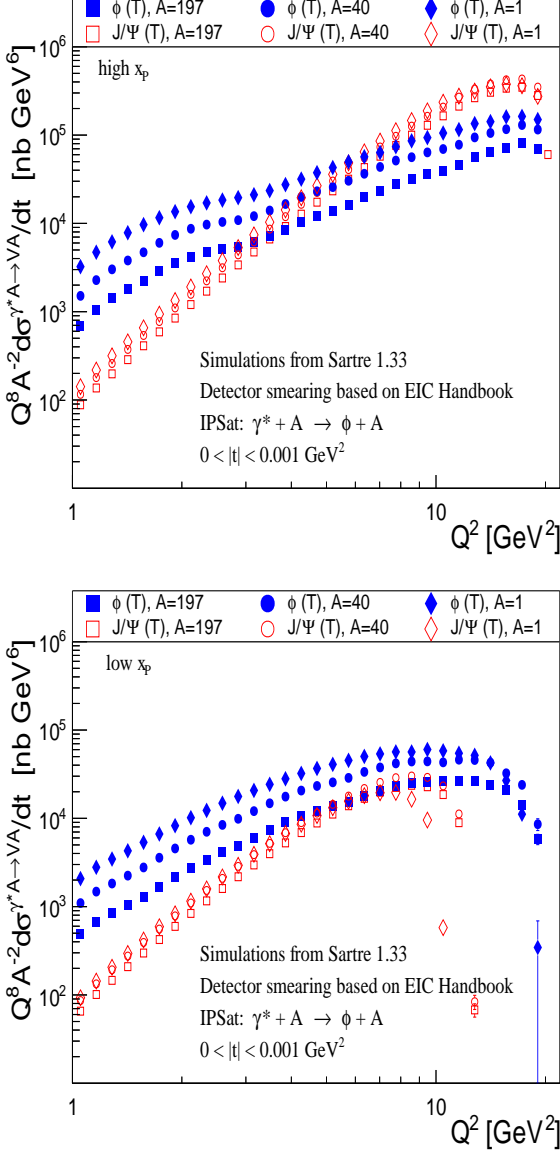 ϕ (T), A=197 ϕ (T), A=40 ϕ (T), A=1
J/Ψ (T), A=197 J/Ψ (T), A=40 J/Ψ (T), A=1
high x_P
10^6
10^5
10^4
10^3
10^2
Q^8A^-2dσ^γ*A→VA/dt [nb GeV^6]
Simulations from Sartre 1.33
Detector smearing based on EIC Handbook
IPSat: γ* + A → ϕ + A
0 < |t| < 0.001 GeV^2
1 10
Q^2 [GeV^2]
ϕ (T), A=197 ϕ (T), A=40 ϕ (T), A=1
J/Ψ (T), A=197 J/Ψ (T), A=40 J/Ψ (T), A=1
low x_P
10^6
10^5
10^4
10^3
10^2
Q^8A^-2dσ^γ*A→VA/dt [nb GeV^6]
Simulations from Sartre 1.33
Detector smearing based on EIC Handbook
IPSat: γ* + A → ϕ + A
0 < |t| < 0.001 GeV^2
1 10
Q^2 [GeV^2]